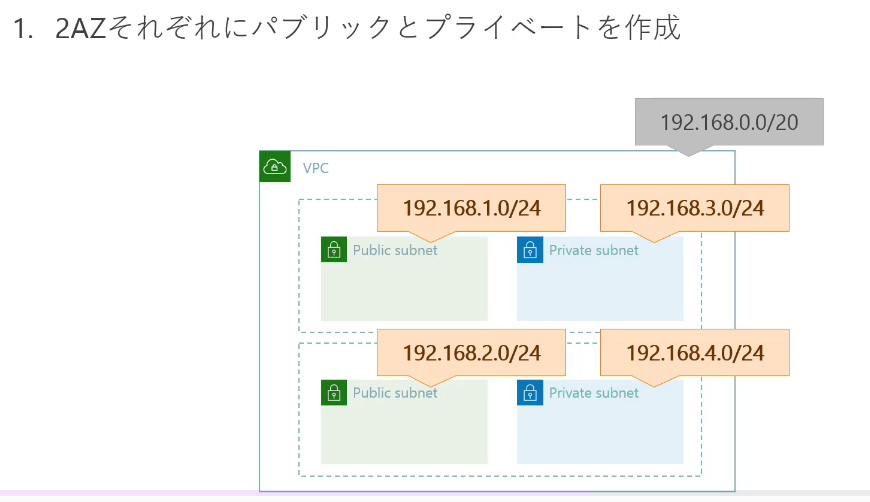 1. 2AZそれぞれにパブリックとプライベートを作成
192.168.0.0/20
VPC
192.168.1.0/24
192.168.3.0/24
Public subnet
Private subnet
192.168.2.0/24
192.168.4.0/24
Public subnet
Private subnet